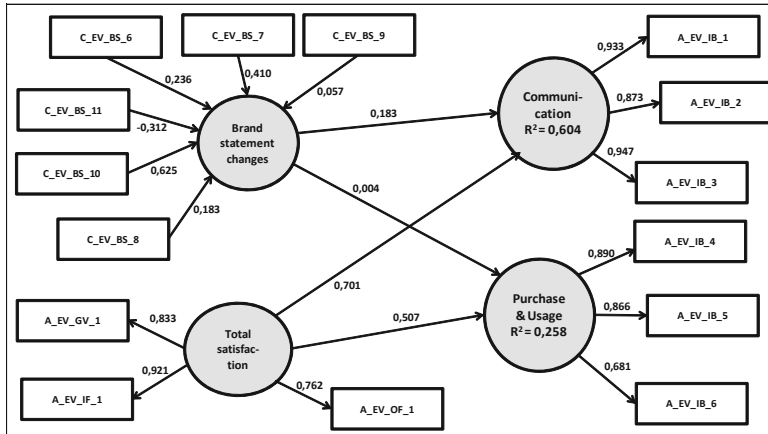 C_EV_BS_6
C_EV_BS_7
C_EV_BS_9
0,236
0,410
0,057
C_EV_BS_11
-0,312
C_EV_BS_10
0,625
C_EV_BS_8
0,183
Brand
statement
changes
0,183
0,004
Communi-
cation
R² = 0,604
0,933
A_EV_IB_1
0,873
A_EV_IB_2
0,947
A_EV_IB_3
A_EV_GV_1
0,833
A_EV_IF_1
0,921
Total
satisfac-
tion
0,762
A_EV_OF_1
0,701
0,507
Purchase
& Usage
R² = 0,258
0,890
A_EV_IB_4
0,866
A_EV_IB_5
0,681
A_EV_IB_6